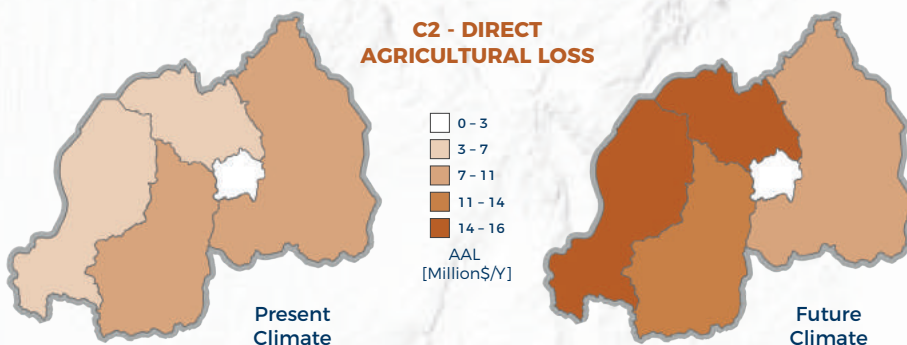 C2 - DIRECT
AGRICULTURAL LOSS
0 – 3
3 – 7
7 – 11
11 – 14
14 – 16
AAL
[Million$/Y]
Present
Climate
Future
Climate